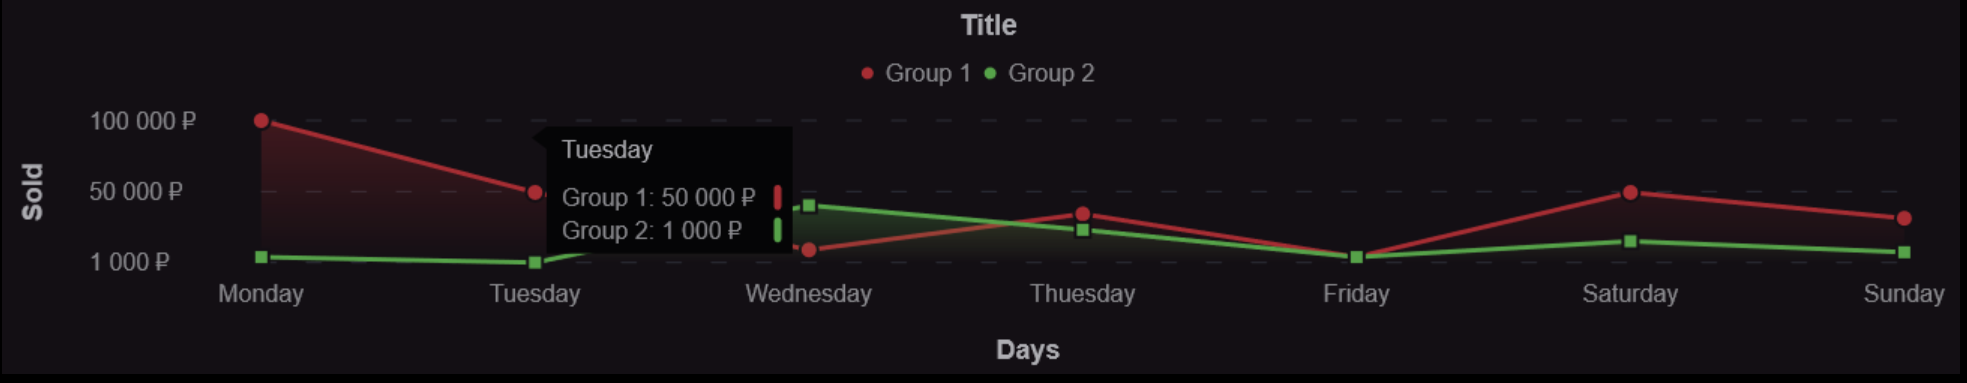 Title
Group 1 Group 2
100 000 ₽
50 000 ₽
1 000 ₽
Sold
Tuesday
Group 1: 50 000 ₽
Group 2: 1 000 ₽
Monday Tuesday Wednesday Thuesday Friday Saturday Sunday
Days